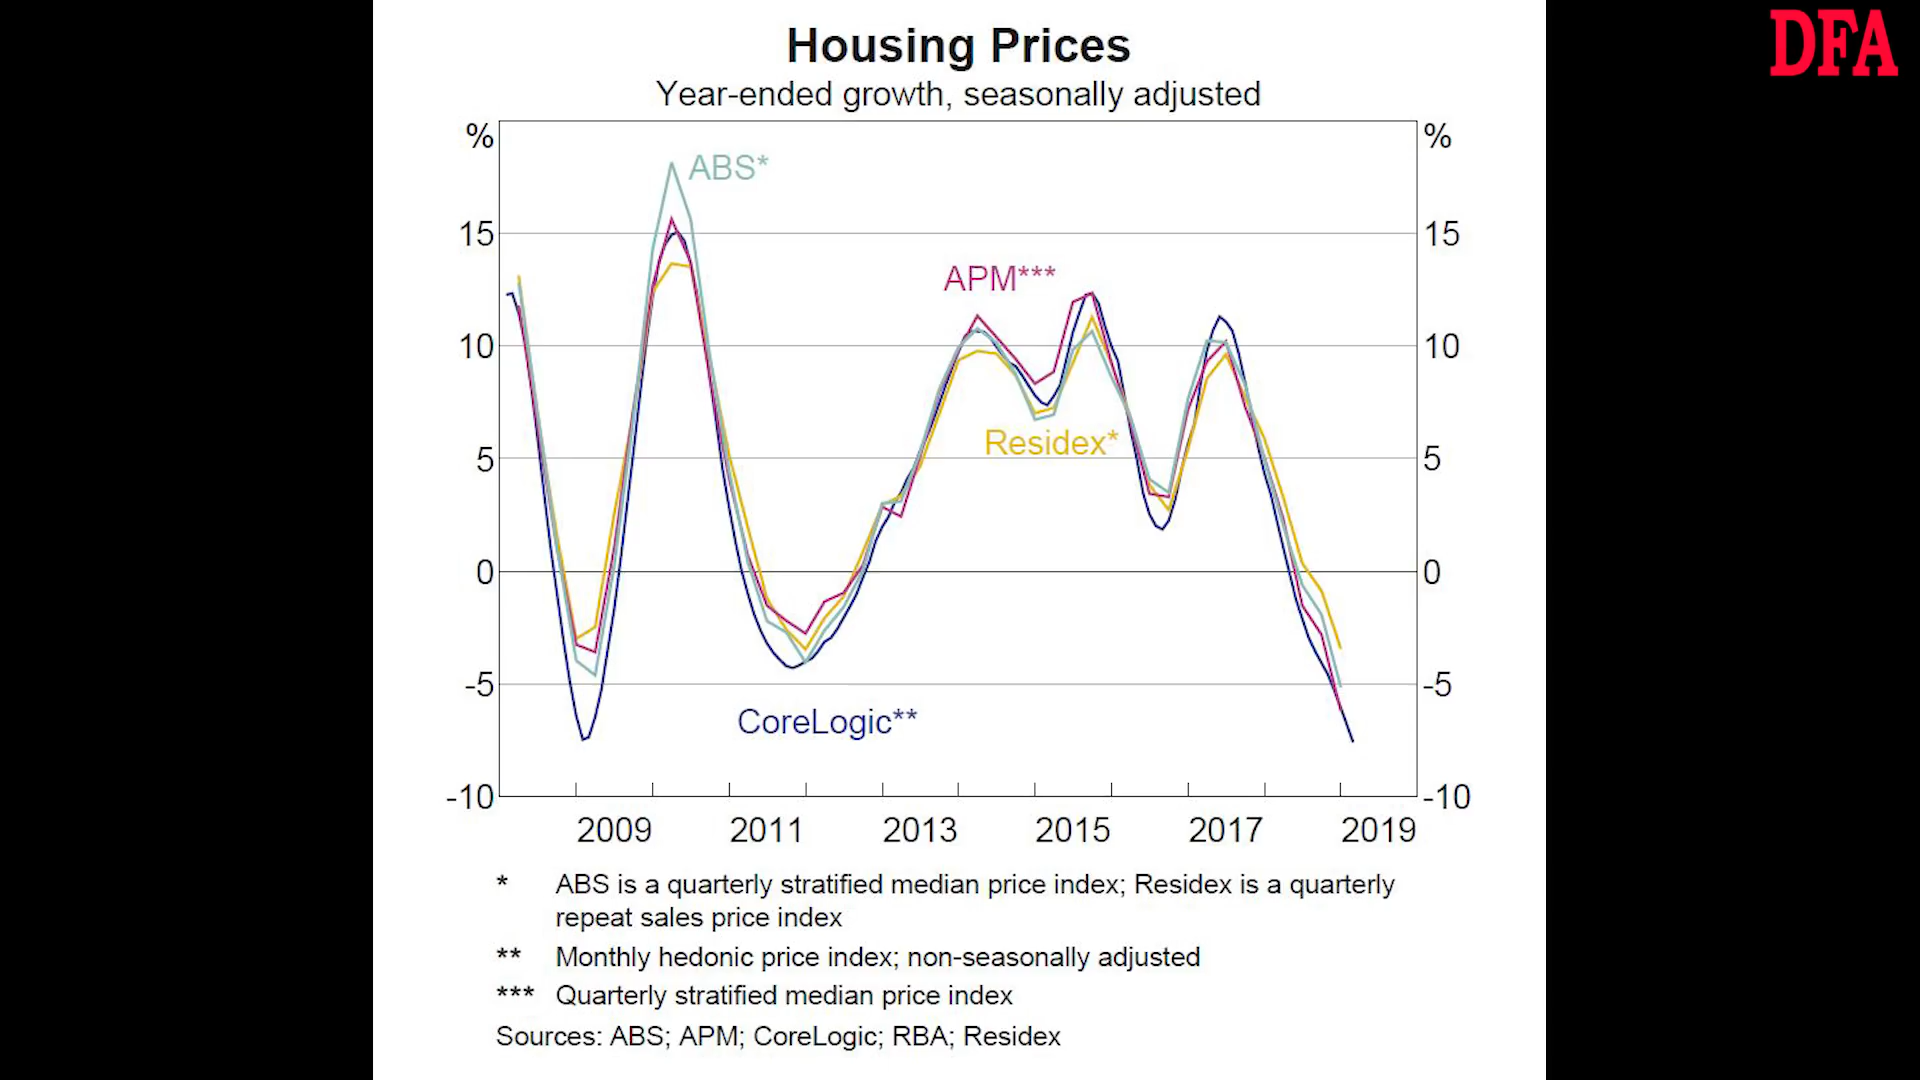 DFA
Housing Prices
Year-ended growth, seasonally adjusted
% %
ABS*
15 15
APM***
10 10
Residex*
5 5
0 0
-5 -5
CoreLogic**
-10 -10
2009 2011 2013 2015 2017 2019
* ABS is a quarterly stratified median price index; Residex is a quarterly
repeat sales price index
** Monthly hedonic price index; non-seasonally adjusted
*** Quarterly stratified median price index
Sources: ABS; APM; CoreLogic; RBA; Residex